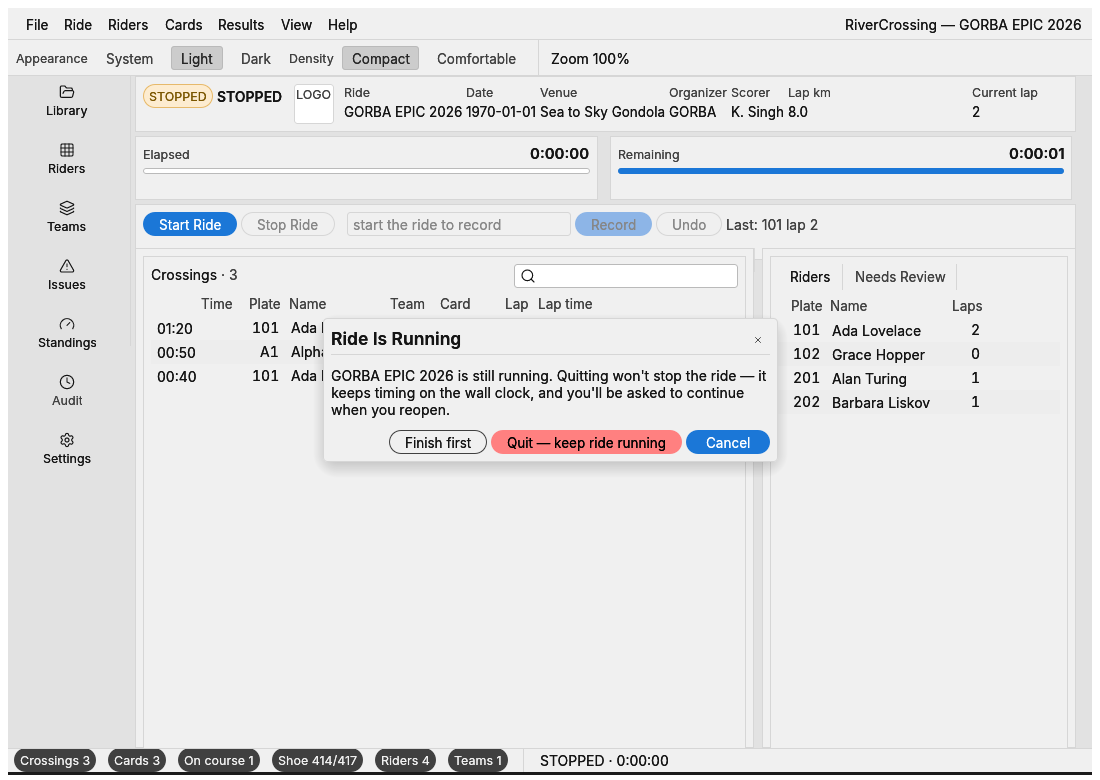 File Ride Riders Cards Results View Help RiverCrossing — GORBA EPIC 2026
Appearance System Light Dark Density Compact Comfortable Zoom 100%
Library
Riders
Teams
Issues
Standings
Audit
Settings
STOPPED STOPPED LOGO
Ride Date Venue Organizer Scorer Lap km Current lap
GORBA EPIC 2026 1970-01-01 Sea to Sky Gondola GORBA K. Singh 8.0 2
Elapsed 0:00:00 Remaining 0:00:01
Start Ride Stop Ride start the ride to record Record Undo Last: 101 lap 2
Crossings · 3
Time Plate Name Team Card Lap Lap time
01:20 101 Ada
00:50 A1 Alpha
00:40 101 Ada
Riders Needs Review
Plate Name Laps
101 Ada Lovelace 2
102 Grace Hopper 0
201 Alan Turing 1
202 Barbara Liskov 1
Ride Is Running ×
GORBA EPIC 2026 is still running. Quitting won't stop the ride — it
keeps timing on the wall clock, and you'll be asked to continue
when you reopen.
Finish first Quit — keep ride running Cancel
Crossings 3 Cards 3 On course 1 Shoe 414/417 Riders 4 Teams 1 STOPPED · 0:00:00